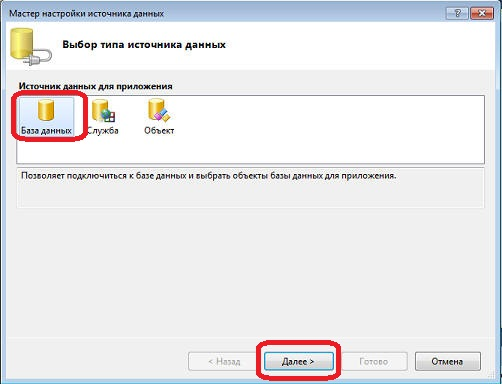 Мастер настройки источника данных
Выбор типа источника данных
Источник данных для приложения
База данных Служба Объект
Позволяет подключиться к базе данных и выбрать объекты базы данных для приложения.
< Назад Далее > Готово Отмена